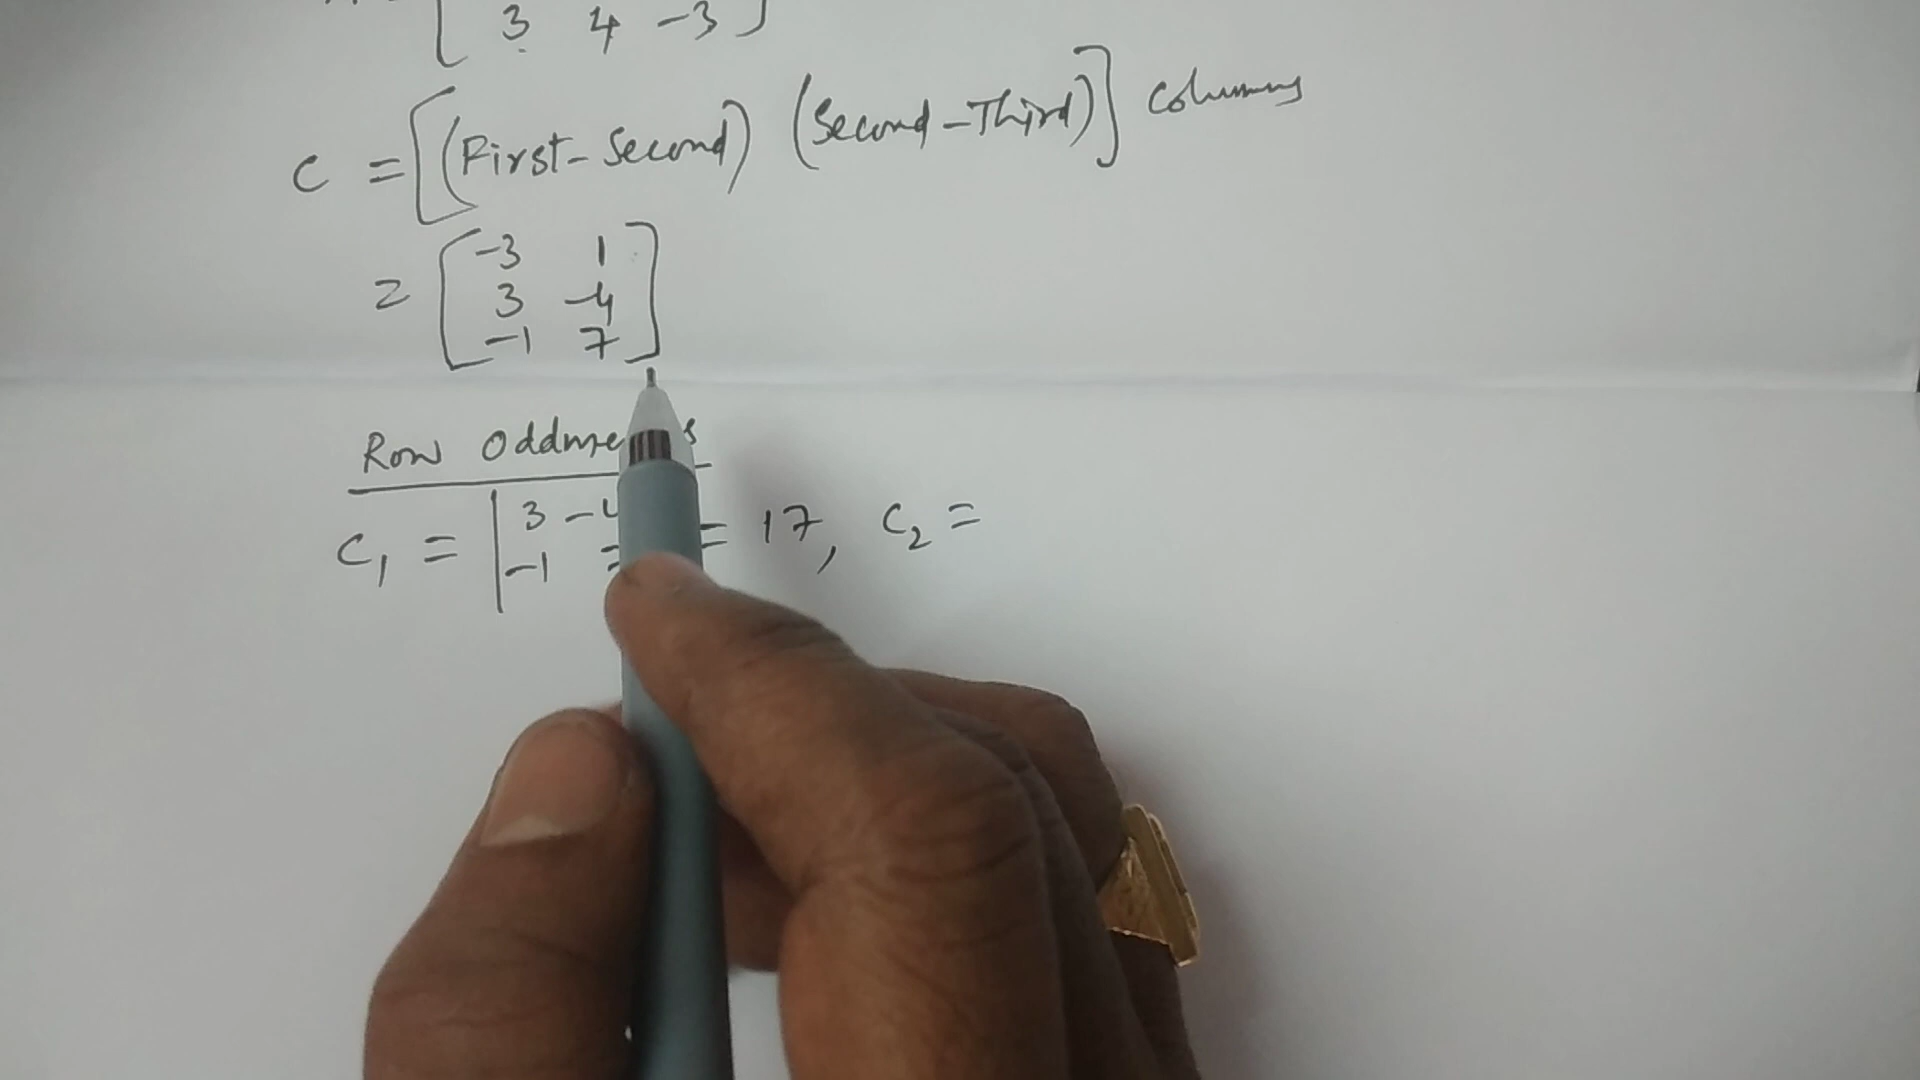 3 4 -3
C = [(First-Second) (Second-Third)] columns
= [-3 1
3 -4
-1 7]
Row
C₁ = |3 -4
-1 = 17, C₂ =